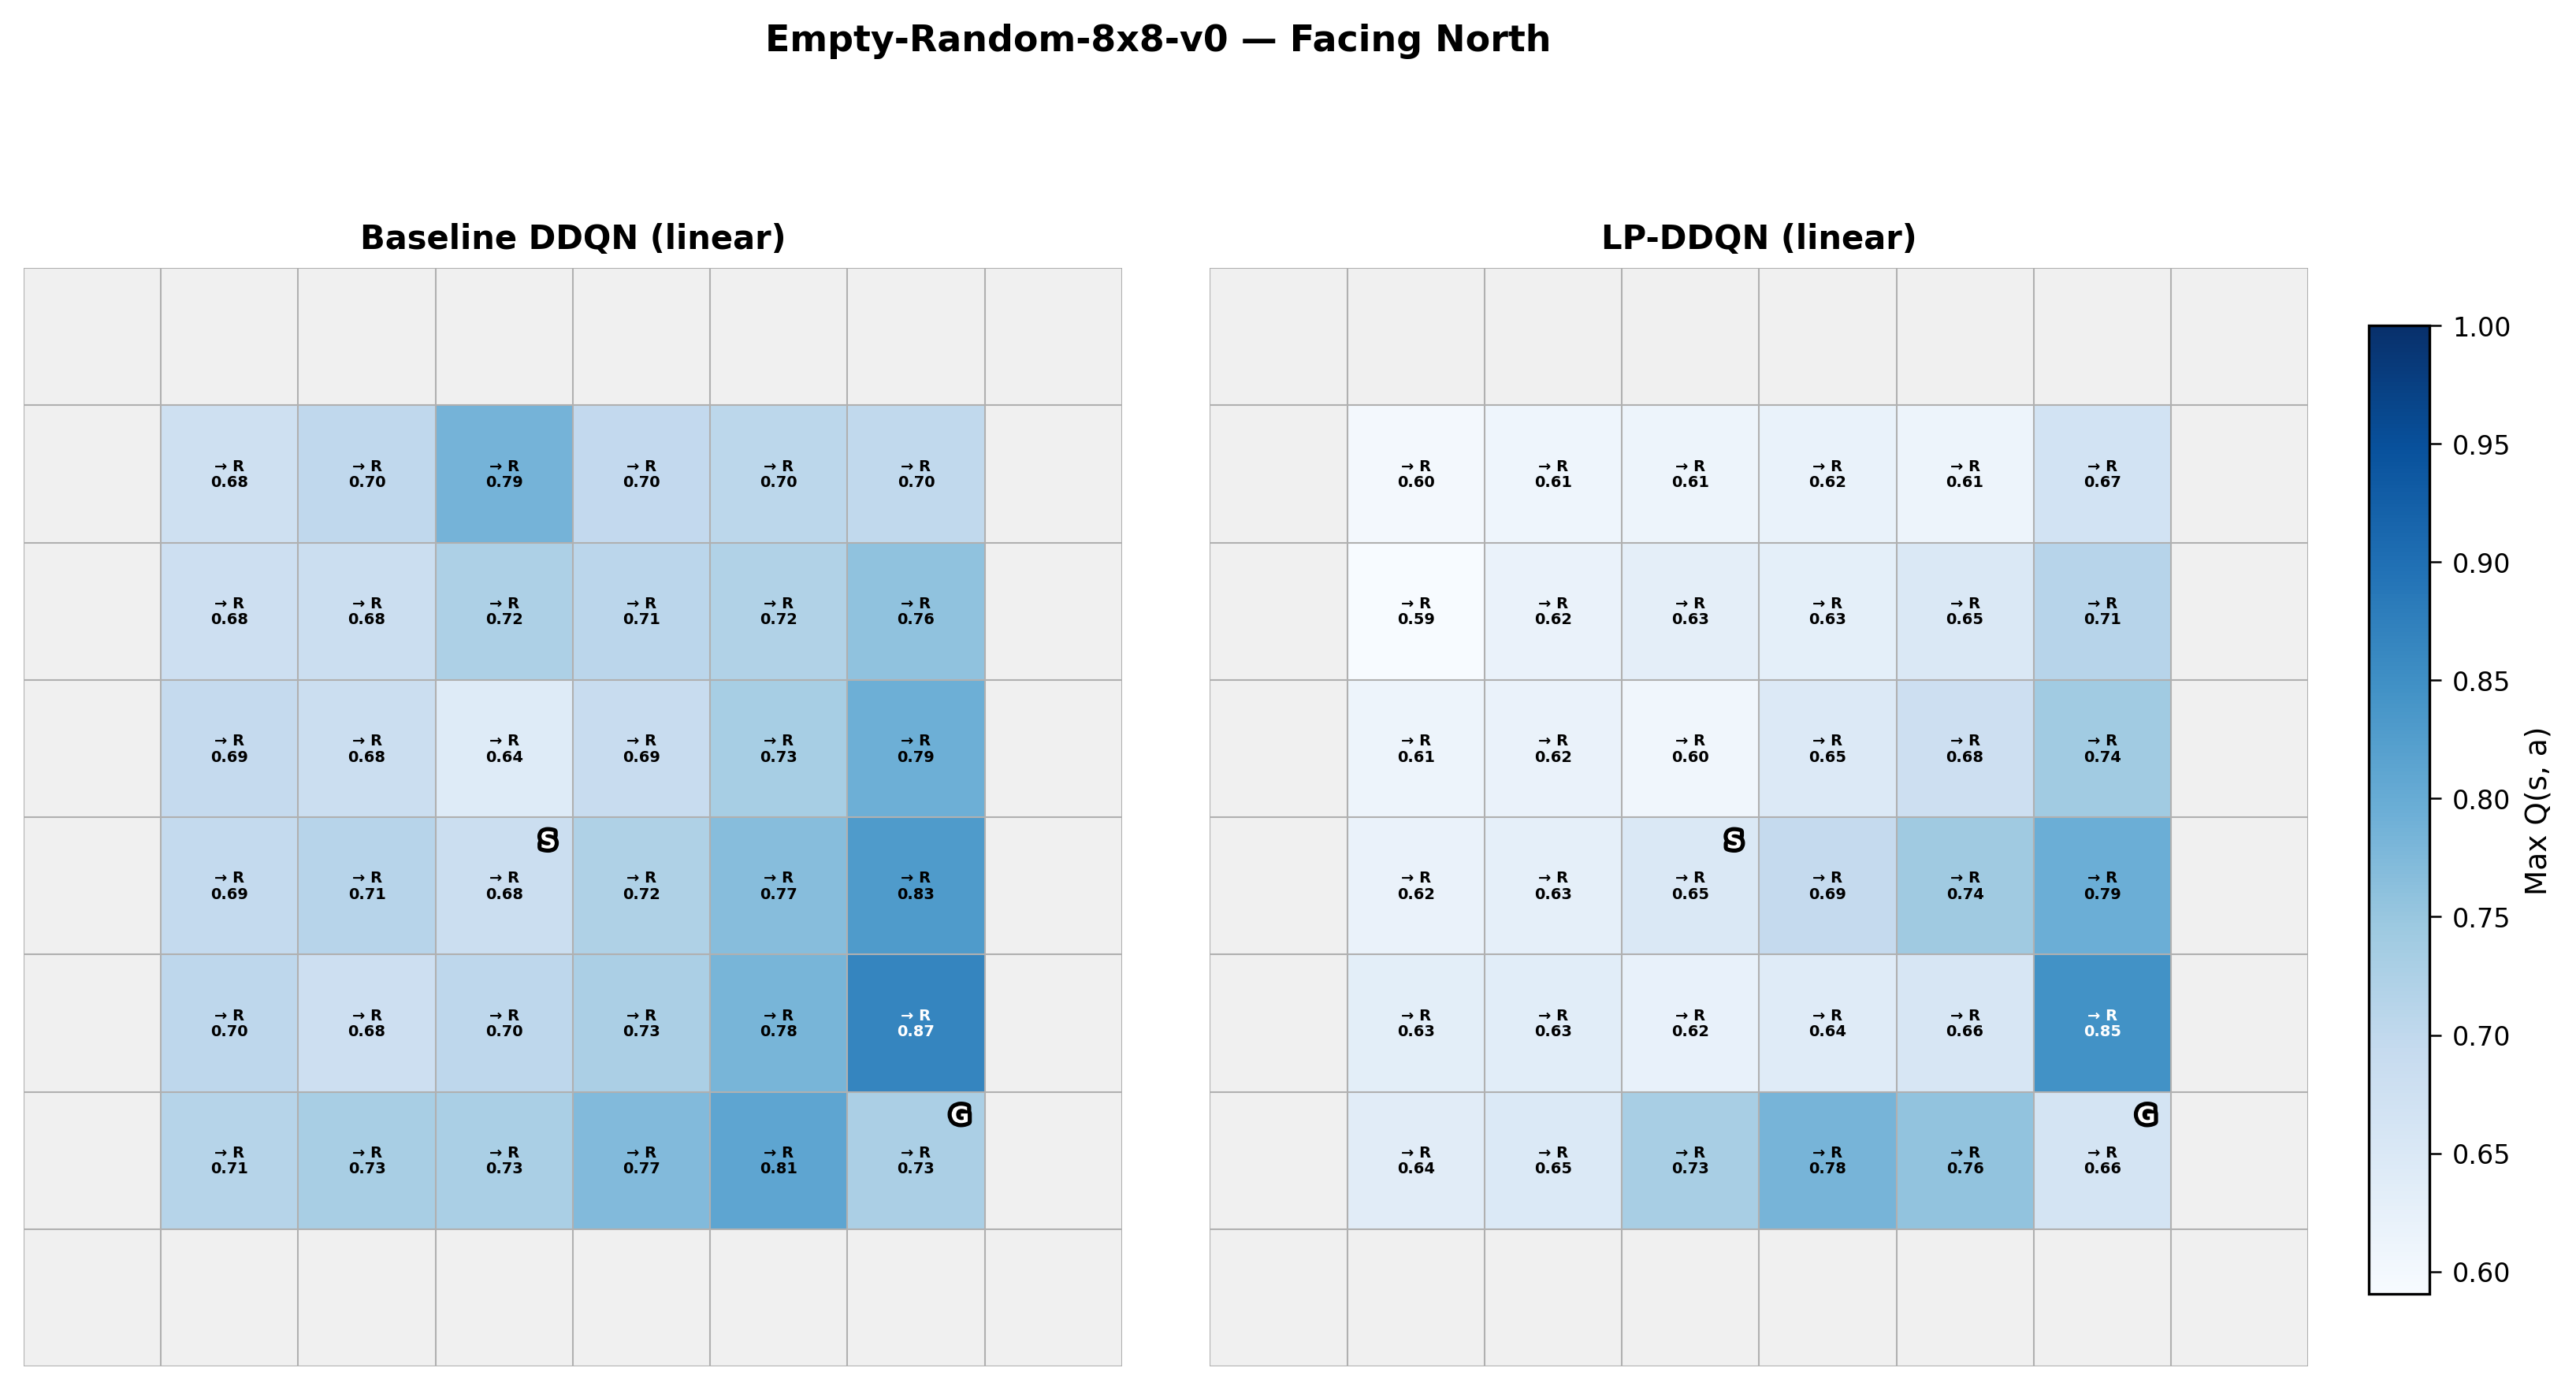 Empty-Random-8x8-v0 — Facing North
Baseline DDQN (linear)
→ R → R → R → R → R → R
0.68 0.70 0.79 0.70 0.70 0.70
→ R → R → R → R → R → R
0.68 0.68 0.72 0.71 0.72 0.76
→ R → R → R → R → R → R
0.69 0.68 0.64 0.69 0.73 0.79
S
→ R → R → R → R → R → R
0.69 0.71 0.68 0.72 0.77 0.83
→ R → R → R → R → R → R
0.70 0.68 0.70 0.73 0.78 0.87
G
→ R → R → R → R → R → R
0.71 0.73 0.73 0.77 0.81 0.73
LP-DDQN (linear)
→ R → R → R → R → R → R
0.60 0.61 0.61 0.62 0.61 0.67
→ R → R → R → R → R → R
0.59 0.62 0.63 0.63 0.65 0.71
→ R → R → R → R → R → R
0.61 0.62 0.60 0.65 0.68 0.74
S
→ R → R → R → R → R → R
0.62 0.63 0.65 0.69 0.74 0.79
→ R → R → R → R → R → R
0.63 0.63 0.62 0.64 0.66 0.85
G
→ R → R → R → R → R → R
0.64 0.65 0.73 0.78 0.76 0.66
1.00
0.95
0.90
0.85
0.80
0.75
0.70
0.65
0.60
Max Q(s, a)